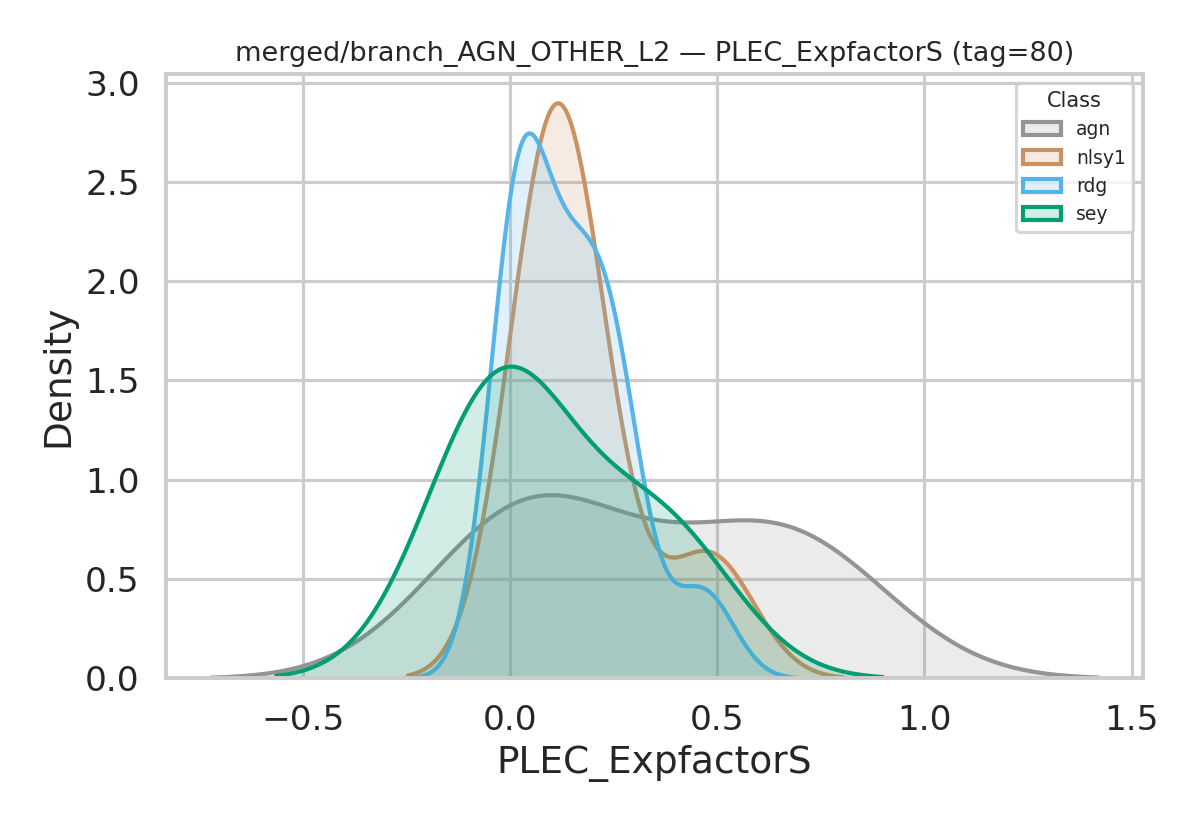 merged/branch_AGN_OTHER_L2 — PLEC_ExpfactorS (tag=80)
Density
3.0
2.5
2.0
1.5
1.0
0.5
0.0
Class
agn
nlsy1
rdg
sey
−0.5
0.0
0.5
1.0
1.5
PLEC_ExpfactorS